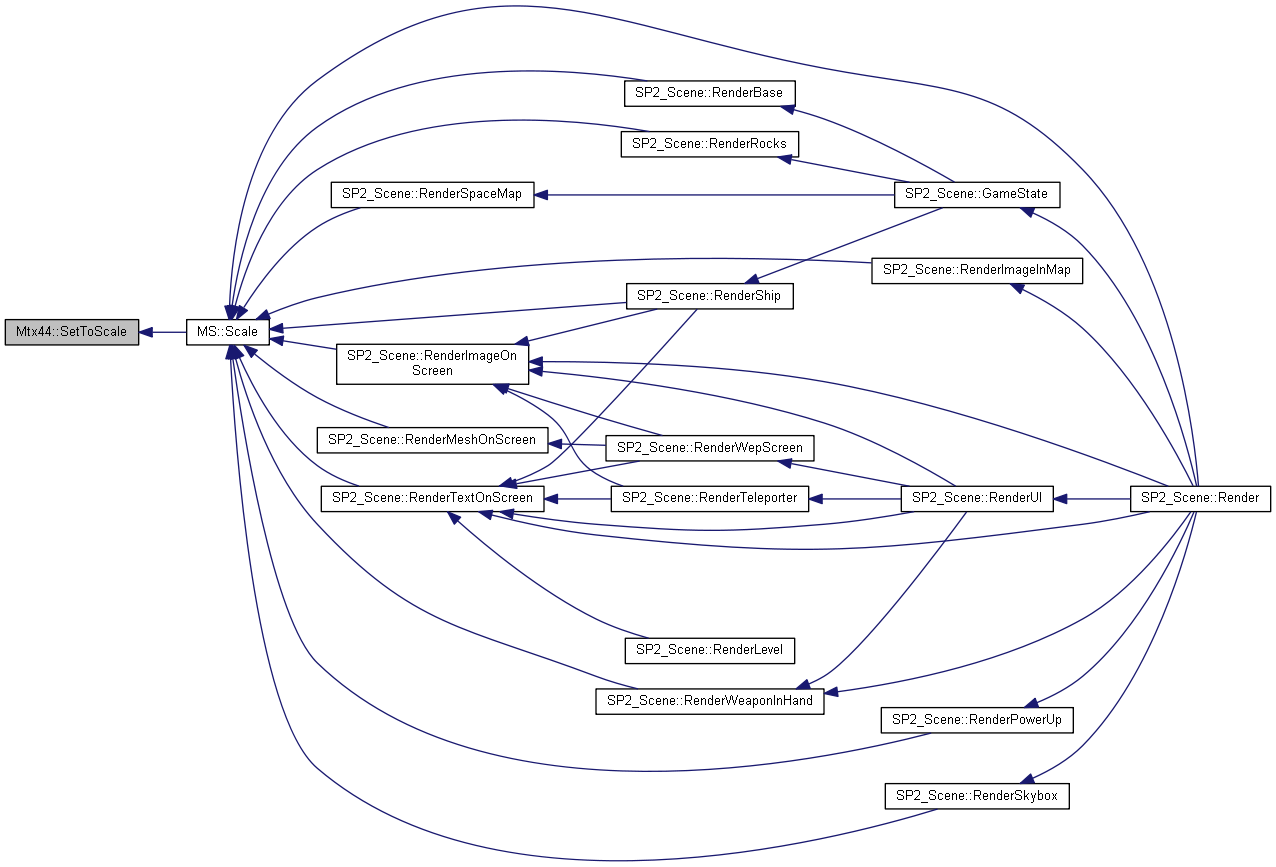 SP2_Scene::RenderBase
SP2_Scene::RenderRocks
SP2_Scene::RenderSpaceMap
SP2_Scene::GameState
SP2_Scene::RenderImageInMap
SP2_Scene::RenderShip
Mtx44::SetToScale
MS::Scale
SP2_Scene::RenderImageOn
Screen
SP2_Scene::RenderMeshOnScreen
SP2_Scene::RenderWepScreen
SP2_Scene::RenderTextOnScreen
SP2_Scene::RenderTeleporter
SP2_Scene::RenderUI
SP2_Scene::Render
SP2_Scene::RenderLevel
SP2_Scene::RenderWeaponInHand
SP2_Scene::RenderPowerUp
SP2_Scene::RenderSkybox